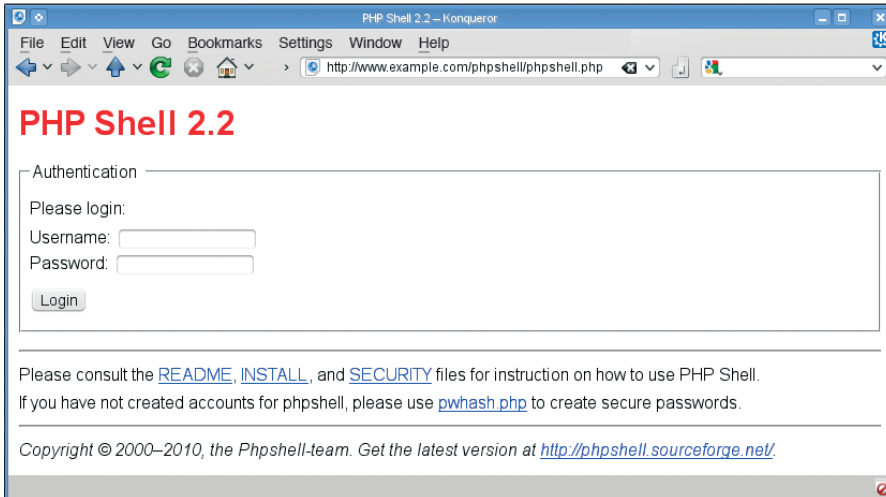 PHP Shell 2.2 – Konqueror
File Edit View Go Bookmarks Settings Window Help
http://www.example.com/phpshell/phpshell.php
PHP Shell 2.2
Authentication
Please login:
Username:
Password:
Login
Please consult the README, INSTALL, and SECURITY files for instruction on how to use PHP Shell.
If you have not created accounts for phpshell, please use pwhash.php to create secure passwords.
Copyright © 2000–2010, the Phpshell-team. Get the latest version at http://phpshell.sourceforge.net/.